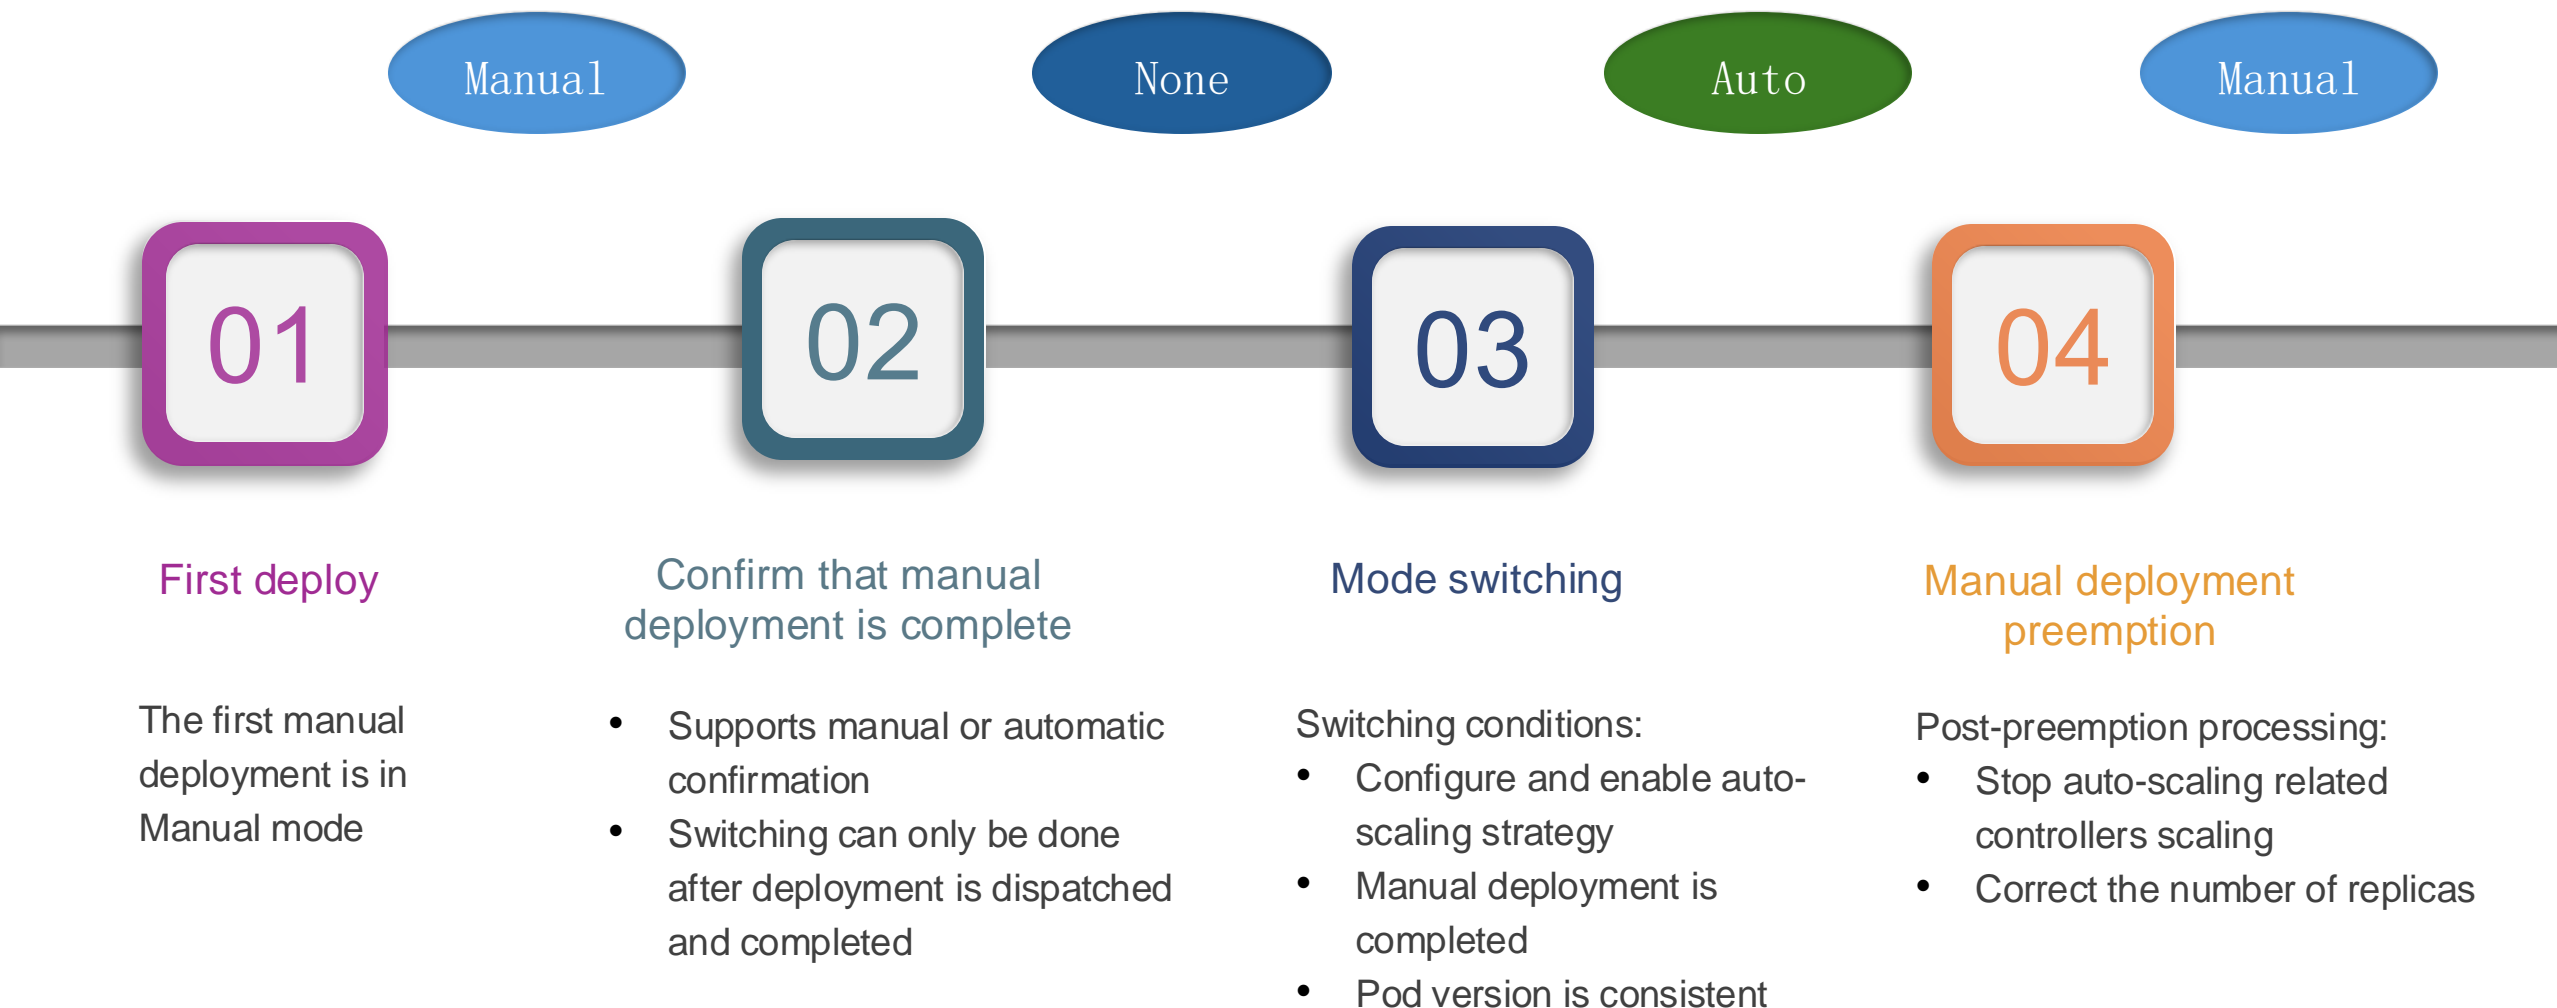 Manual
None
Auto
Manual
01
02
03
04
First deploy
The first manual
deployment is in
Manual mode
Confirm that manual
deployment is complete
• Supports manual or automatic
confirmation
• Switching can only be done
after deployment is dispatched
and completed
Mode switching
Switching conditions:
• Configure and enable auto-
scaling strategy
• Manual deployment is
completed
• Pod version is consistent
Manual deployment
preemption
Post-preemption processing:
• Stop auto-scaling related
controllers scaling
• Correct the number of replicas